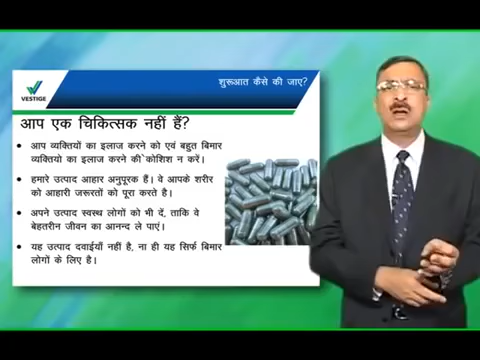 VESTIGE
शुरूआत कैसे की जाए?
आप एक चिकित्सक नहीं हैं?
• आप व्यक्तियों का इलाज करने को एवं बहुत बिमार
व्यक्तियो का इलाज करने की कोशिश न करें।
• हमारे उत्पाद आहार अनुपूरक हैं। वे आपके शरीर
को आहारी जरूरतों को पूरा करते है।
• अपने उत्पाद स्वस्थ लोगों को भी दें, ताकि वे
बेहतरीन जीवन का आनन्द ले पाएं।
• यह उत्पाद दवाईयाँ नहीं है, ना ही यह सिर्फ बिमार
लोगों के लिए है।